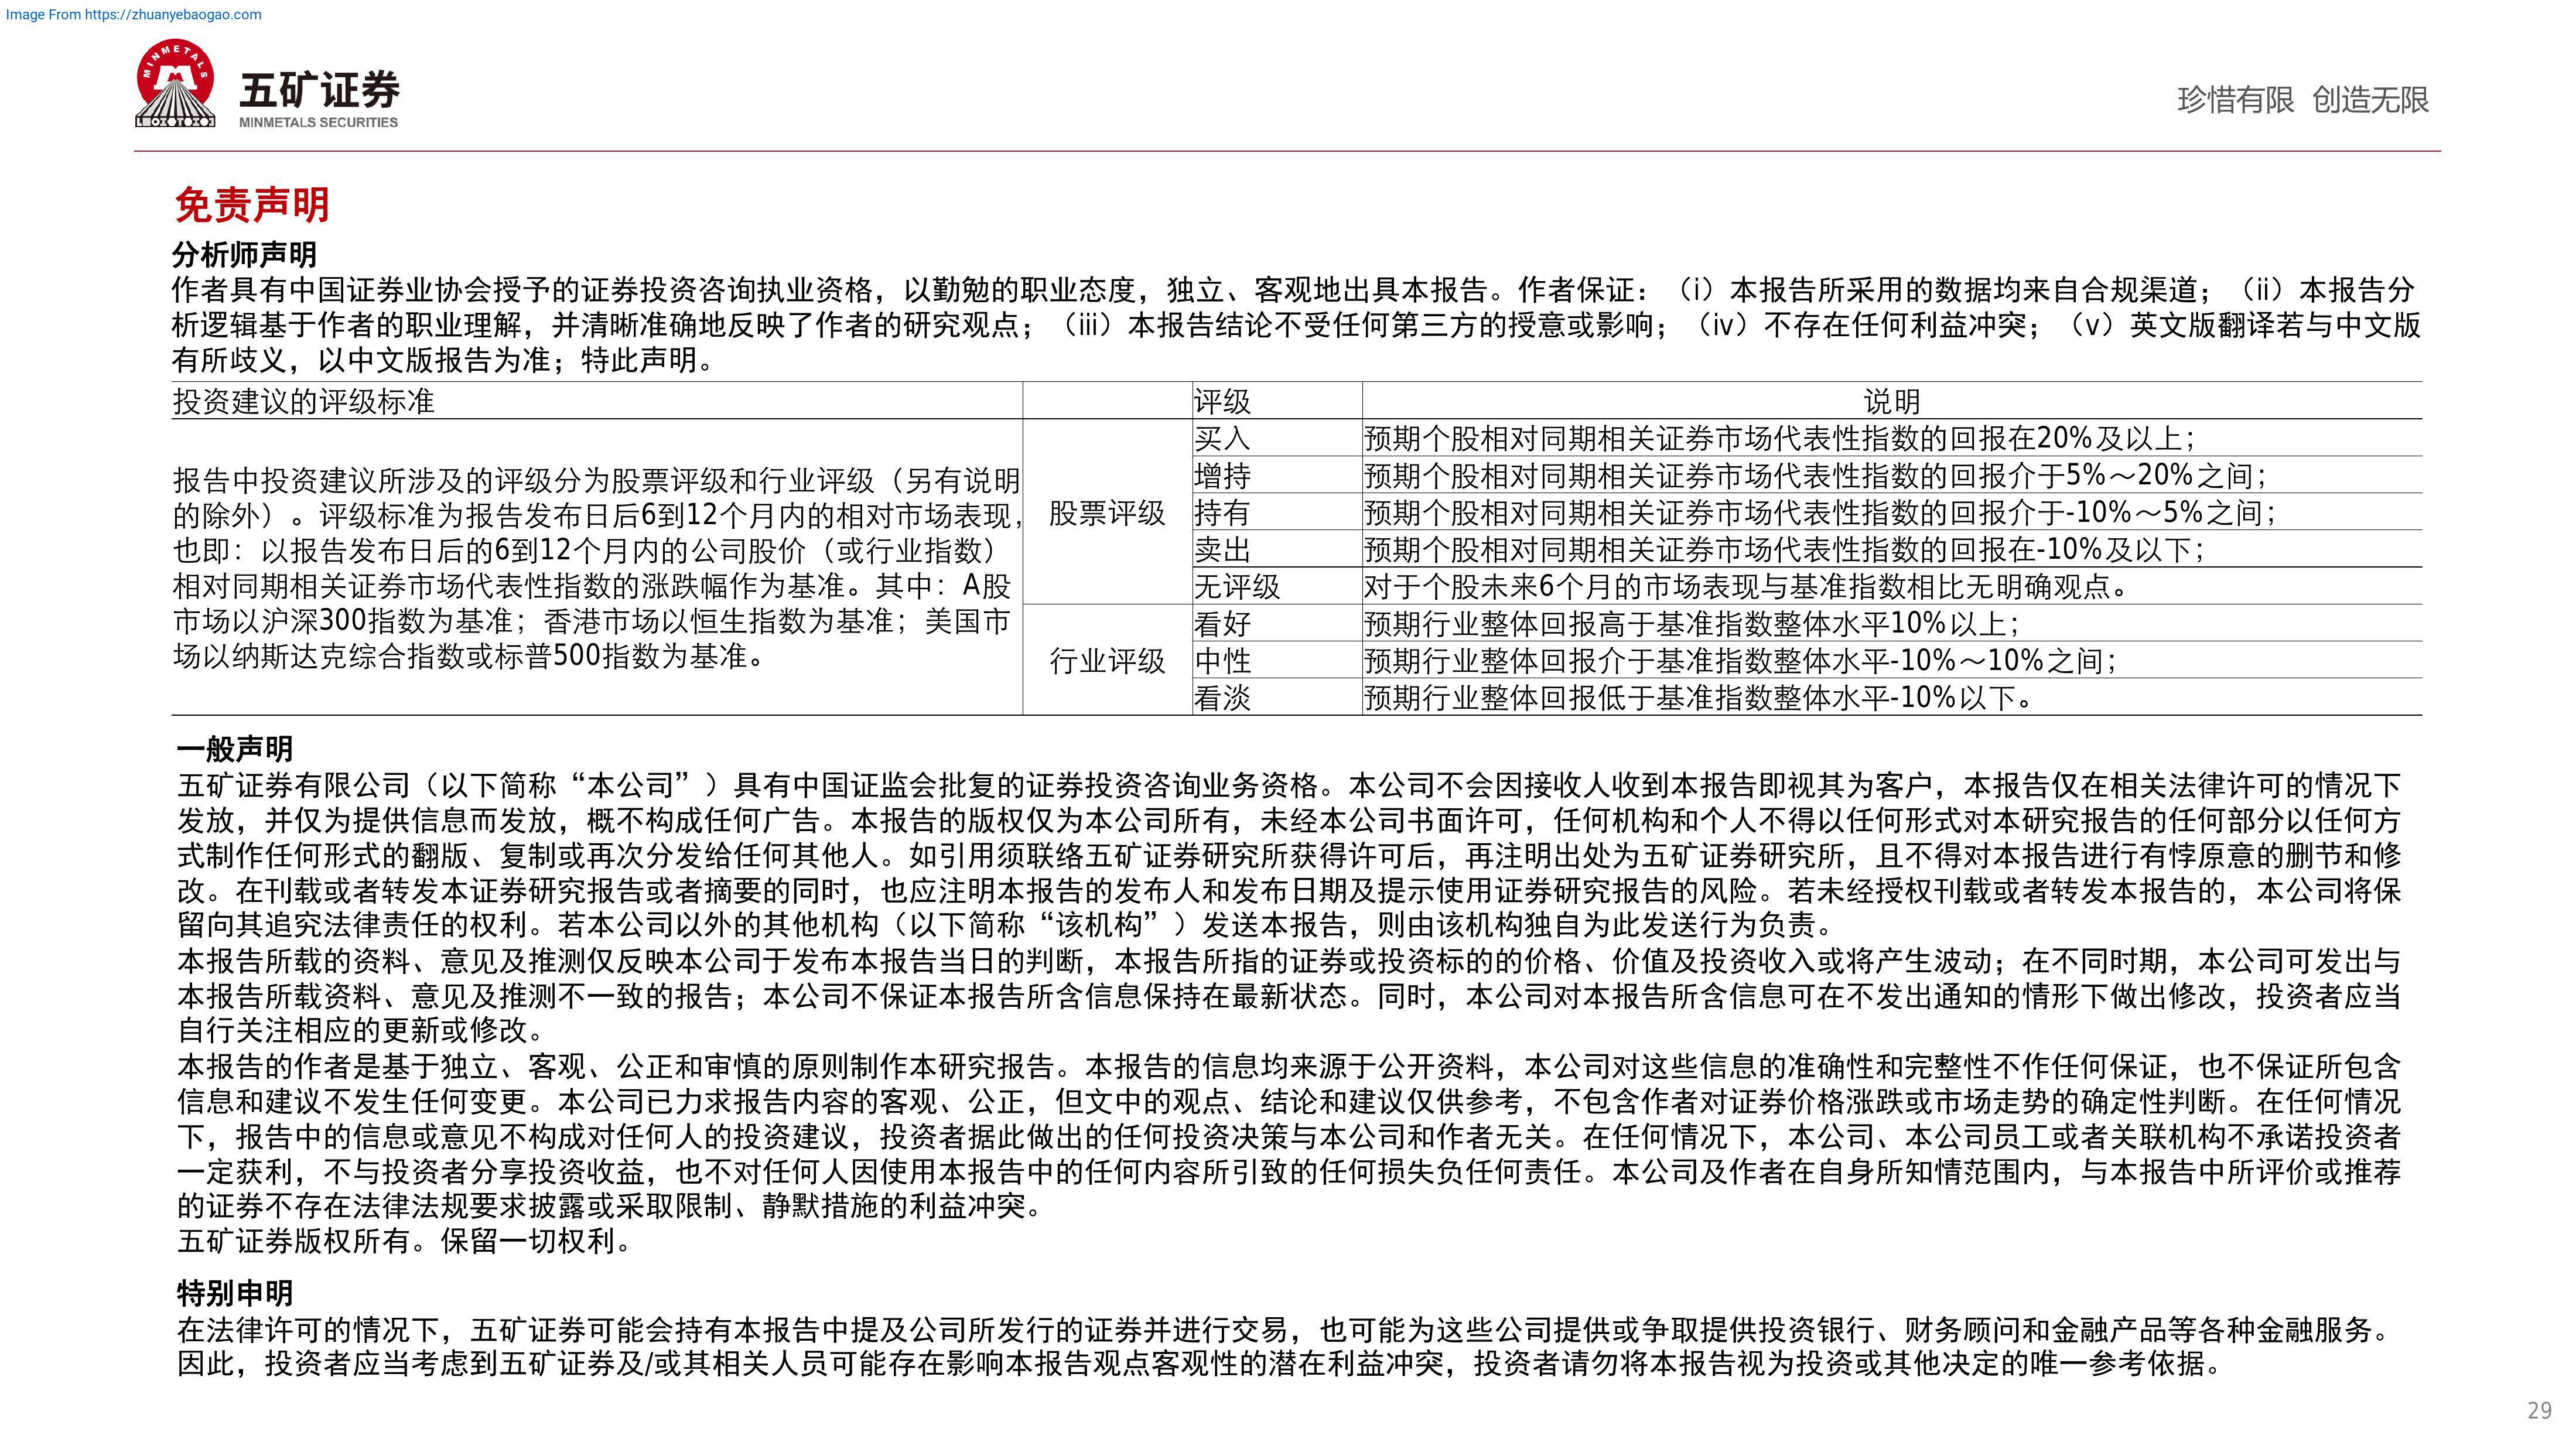 Image From https://zhuanyebaogao.com
MINMETALS
五矿证券
MINMETALS SECURITIES
珍惜有限 创造无限
免责声明
分析师声明
作者具有中国证券业协会授予的证券投资咨询执业资格，以勤勉的职业态度，独立、客观地出具本报告。作者保证：（i）本报告所采用的数据均来自合规渠道；（ii）本报告分
析逻辑基于作者的职业理解，并清晰准确地反映了作者的研究观点；（iii）本报告结论不受任何第三方的授意或影响；（iv）不存在任何利益冲突；（v）英文版翻译若与中文版
有所歧义，以中文版报告为准；特此声明。
投资建议的评级标准 评级 说明
报告中投资建议所涉及的评级分为股票评级和行业评级（另有说明
的除外）。评级标准为报告发布日后6到12个月内的相对市场表现，
也即：以报告发布日后的6到12个月内的公司股价（或行业指数）
相对同期相关证券市场代表性指数的涨跌幅作为基准。其中：A股
市场以沪深300指数为基准；香港市场以恒生指数为基准；美国市
场以纳斯达克综合指数或标普500指数为基准。
股票评级
买入 预期个股相对同期相关证券市场代表性指数的回报在20%及以上；
增持 预期个股相对同期相关证券市场代表性指数的回报介于5%～20%之间；
持有 预期个股相对同期相关证券市场代表性指数的回报介于-10%～5%之间；
卖出 预期个股相对同期相关证券市场代表性指数的回报在-10%及以下；
无评级 对于个股未来6个月的市场表现与基准指数相比无明确观点。
行业评级
看好 预期行业整体回报高于基准指数整体水平10%以上；
中性 预期行业整体回报介于基准指数整体水平-10%～10%之间；
看淡 预期行业整体回报低于基准指数整体水平-10%以下。
一般声明
五矿证券有限公司（以下简称“本公司”）具有中国证监会批复的证券投资咨询业务资格。本公司不会因接收人收到本报告即视其为客户，本报告仅在相关法律许可的情况下
发放，并仅为提供信息而发放，概不构成任何广告。本报告的版权仅为本公司所有，未经本公司书面许可，任何机构和个人不得以任何形式对本研究报告的任何部分以任何方
式制作任何形式的翻版、复制或再次分发给任何其他人。如引用须联络五矿证券研究所获得许可后，再注明出处为五矿证券研究所，且不得对本报告进行有悖原意的删节和修
改。在刊载或者转发本证券研究报告或者摘要的同时，也应注明本报告的发布人和发布日期及提示使用证券研究报告的风险。若未经授权刊载或者转发本报告的，本公司将保
留向其追究法律责任的权利。若本公司以外的其他机构（以下简称“该机构”）发送本报告，则由该机构独自为此发送行为负责。
本报告所载的资料、意见及推测仅反映本公司于发布本报告当日的判断，本报告所指的证券或投资标的的价格、价值及投资收入或将产生波动；在不同时期，本公司可发出与
本报告所载资料、意见及推测不一致的报告；本公司不保证本报告所含信息保持在最新状态。同时，本公司对本报告所含信息可在不发出通知的情形下做出修改，投资者应当
自行关注相应的更新或修改。
本报告的作者是基于独立、客观、公正和审慎的原则制作本研究报告。本报告的信息均来源于公开资料，本公司对这些信息的准确性和完整性不作任何保证，也不保证所包含
信息和建议不发生任何变更。本公司已力求报告内容的客观、公正，但文中的观点、结论和建议仅供参考，不包含作者对证券价格涨跌或市场走势的确定性判断。在任何情况
下，报告中的信息或意见不构成对任何人的投资建议，投资者据此做出的任何投资决策与本公司和作者无关。在任何情况下，本公司、本公司员工或者关联机构不承诺投资者
一定获利，不与投资者分享投资收益，也不对任何人因使用本报告中的任何内容所引致的任何损失负任何责任。本公司及作者在自身所知情范围内，与本报告中所评价或推荐
的证券不存在法律法规要求披露或采取限制、静默措施的利益冲突。
五矿证券版权所有。保留一切权利。
特别申明
在法律许可的情况下，五矿证券可能会持有本报告中提及公司所发行的证券并进行交易，也可能为这些公司提供或争取提供投资银行、财务顾问和金融产品等各种金融服务。
因此，投资者应当考虑到五矿证券及/或其相关人员可能存在影响本报告观点客观性的潜在利益冲突，投资者请勿将本报告视为投资或其他决定的唯一参考依据。
29